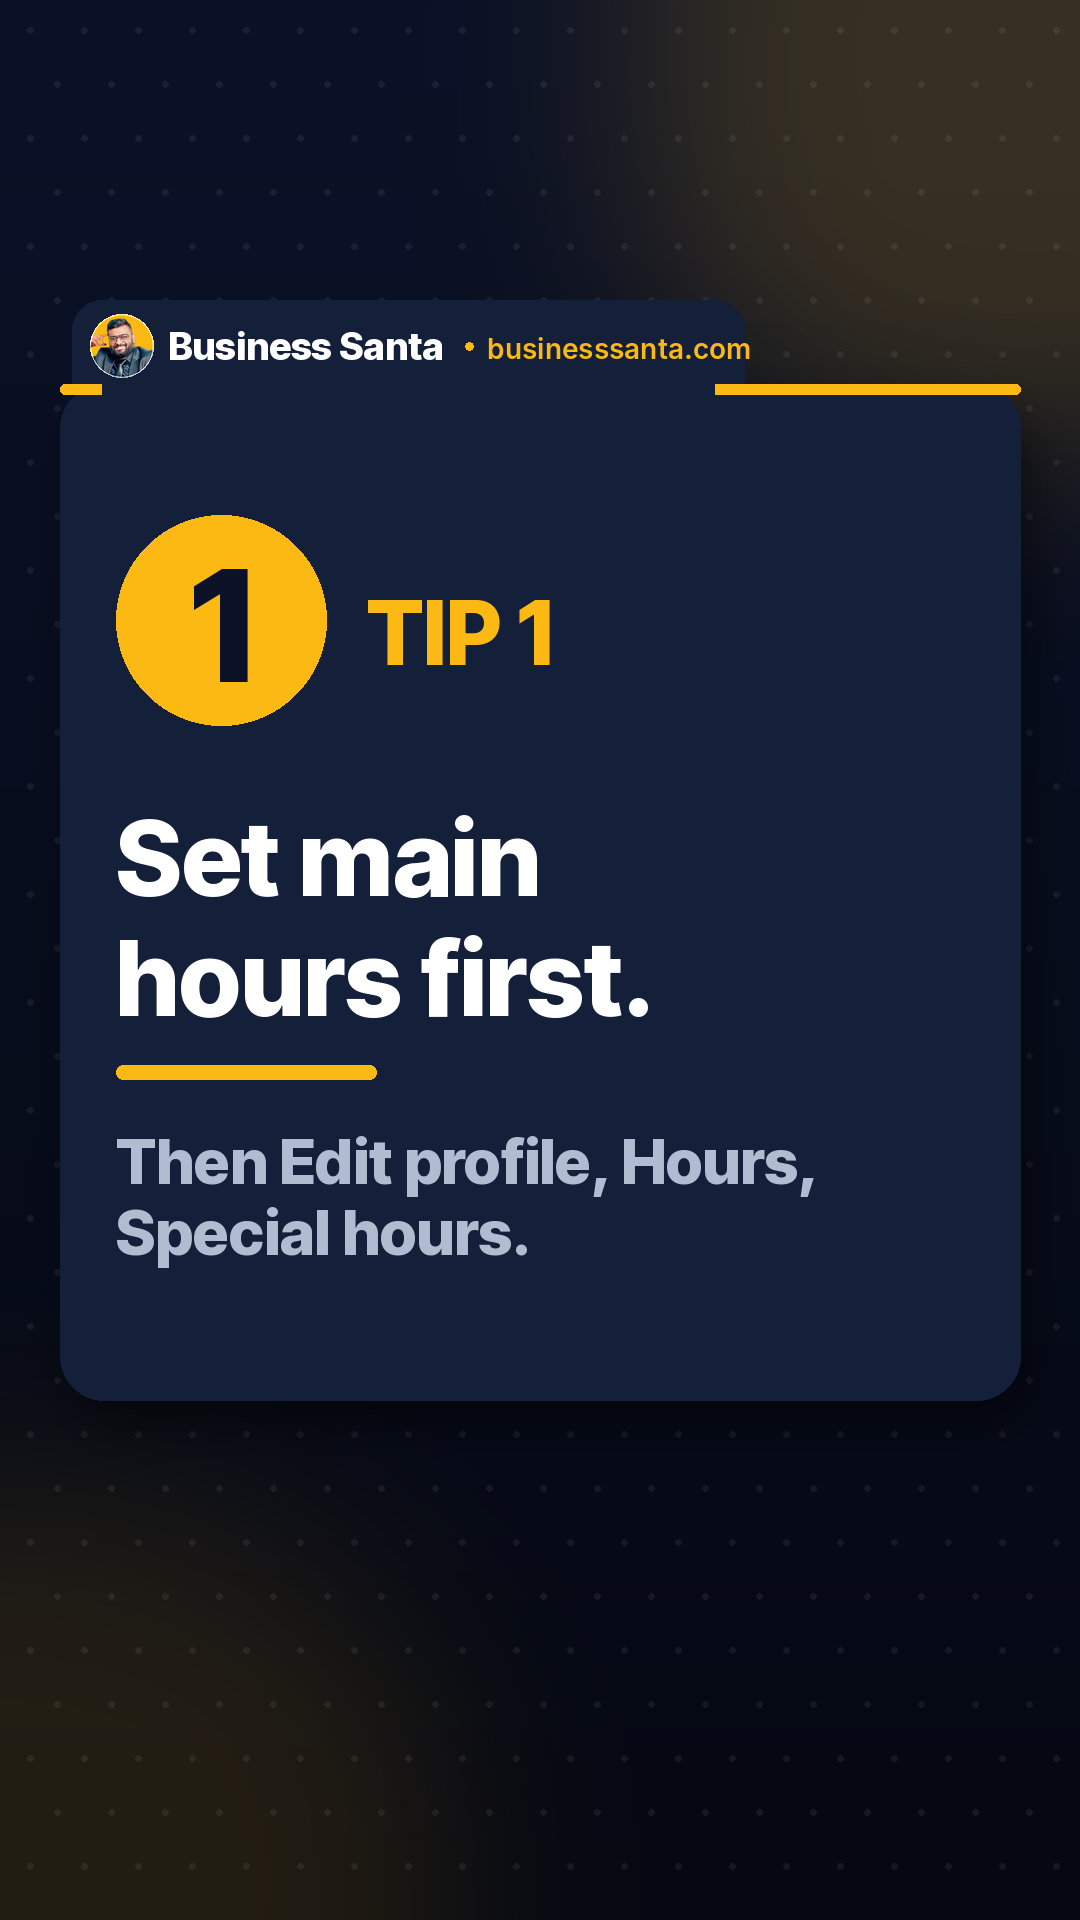 Business Santa • businesssanta.com
1
TIP 1
Set main
hours first.
Then Edit profile, Hours,
Special hours.